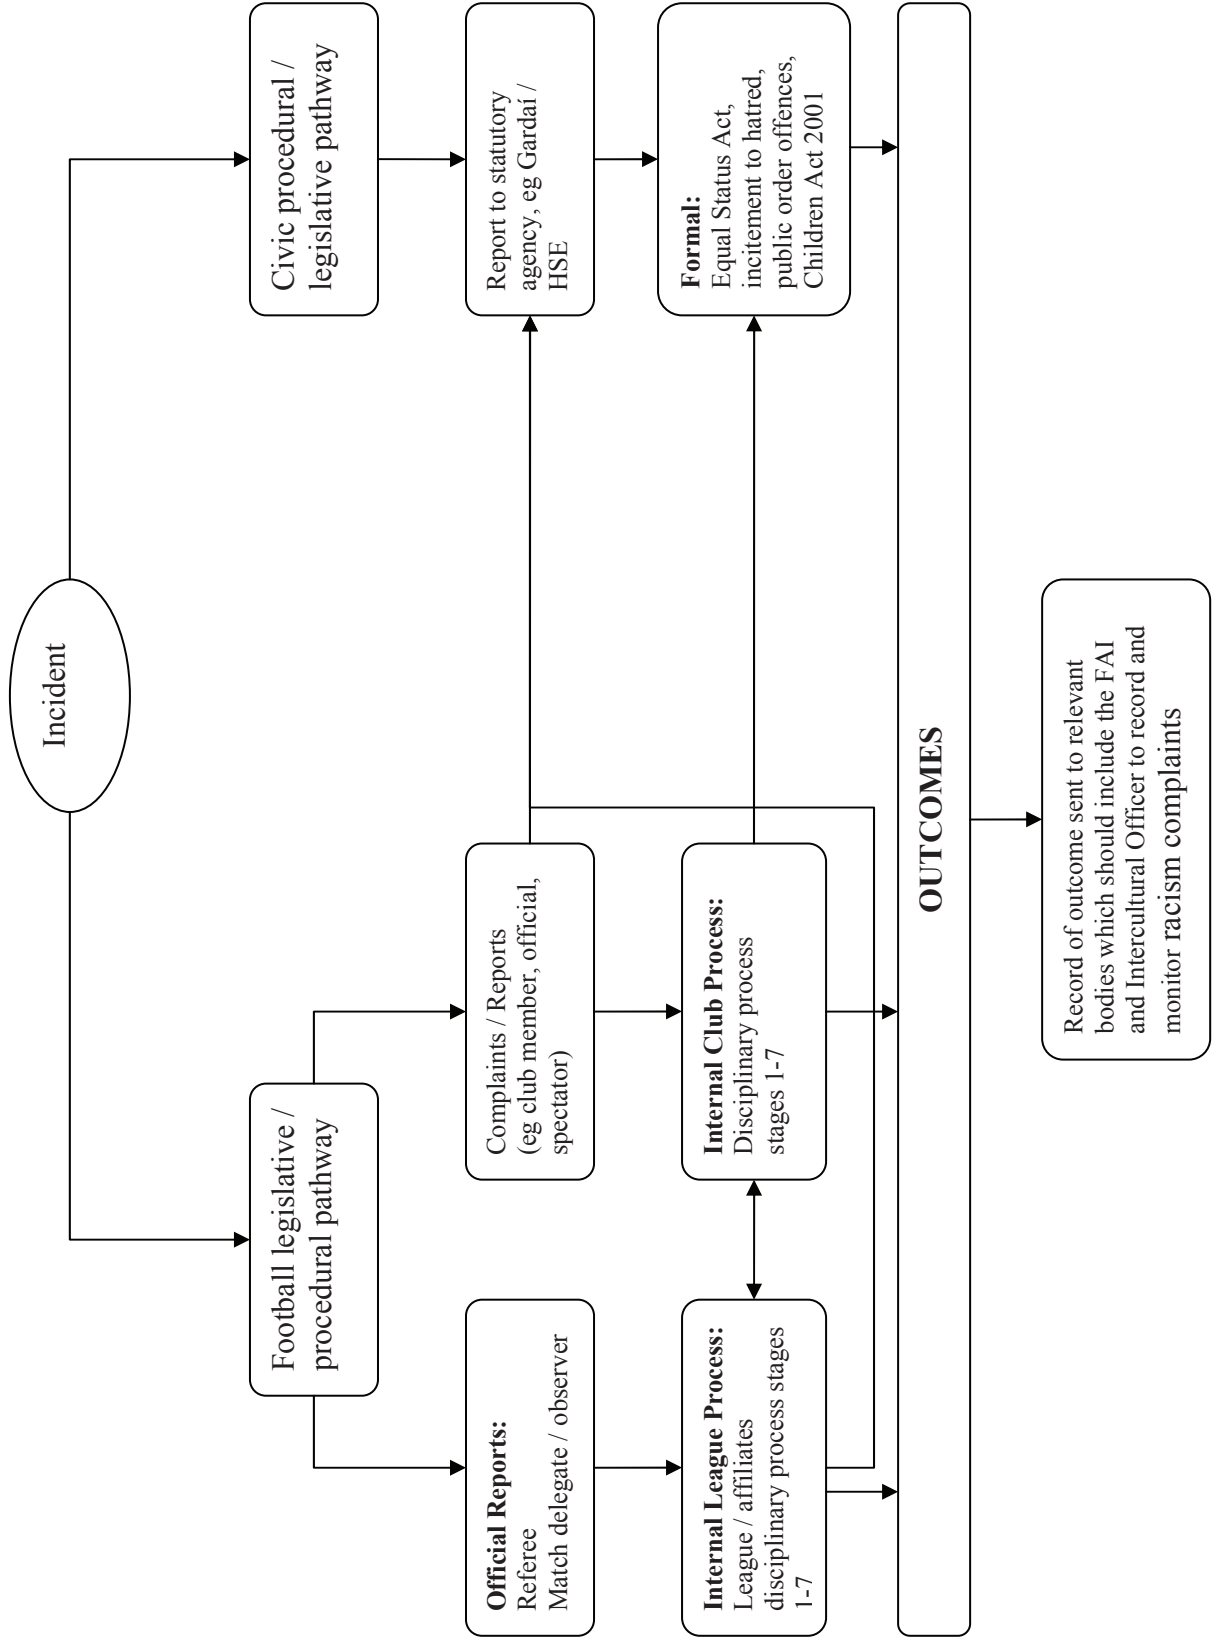 Incident
Football legislative /
procedural pathway
Civic procedural /
legislative pathway
Official Reports:
Referee
Match delegate / observer
Complaints / Reports
(eg club member, official,
spectator)
Report to statutory
agency, eg Gardaí /
HSE
Internal League Process:
League / affiliates
disciplinary process stages
1-7
Internal Club Process:
Disciplinary process
stages 1-7
Formal:
Equal Status Act,
incitement to hatred,
public order offences,
Children Act 2001
OUTCOMES
Record of outcome sent to relevant
bodies which should include the FAI
and Intercultural Officer to record and
monitor racism complaints